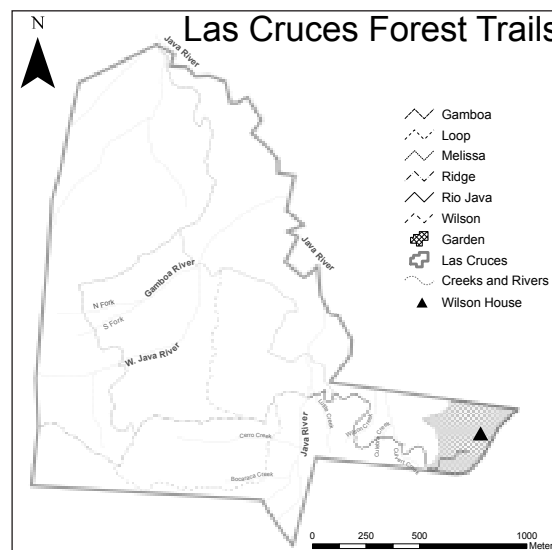 Las Cruces Forest Trails
N
Java River
Gamboa
Loop
Melissa
Ridge
Rio Java
Wilson
Garden
Las Cruces
Creeks and Rivers
Wilson House
Java River
Gamboa River
N Fork
S Fork
W. Java River
Java River
Cerro Creek
Bocaraca Creek
0 250 500 1000